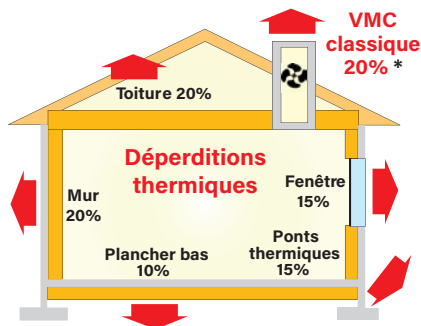 VMC
classique
20% *
Toiture 20%
Déperditions
thermiques
Mur
20%
Fenêtre
15%
Plancher bas
10%
Ponts
thermiques
15%